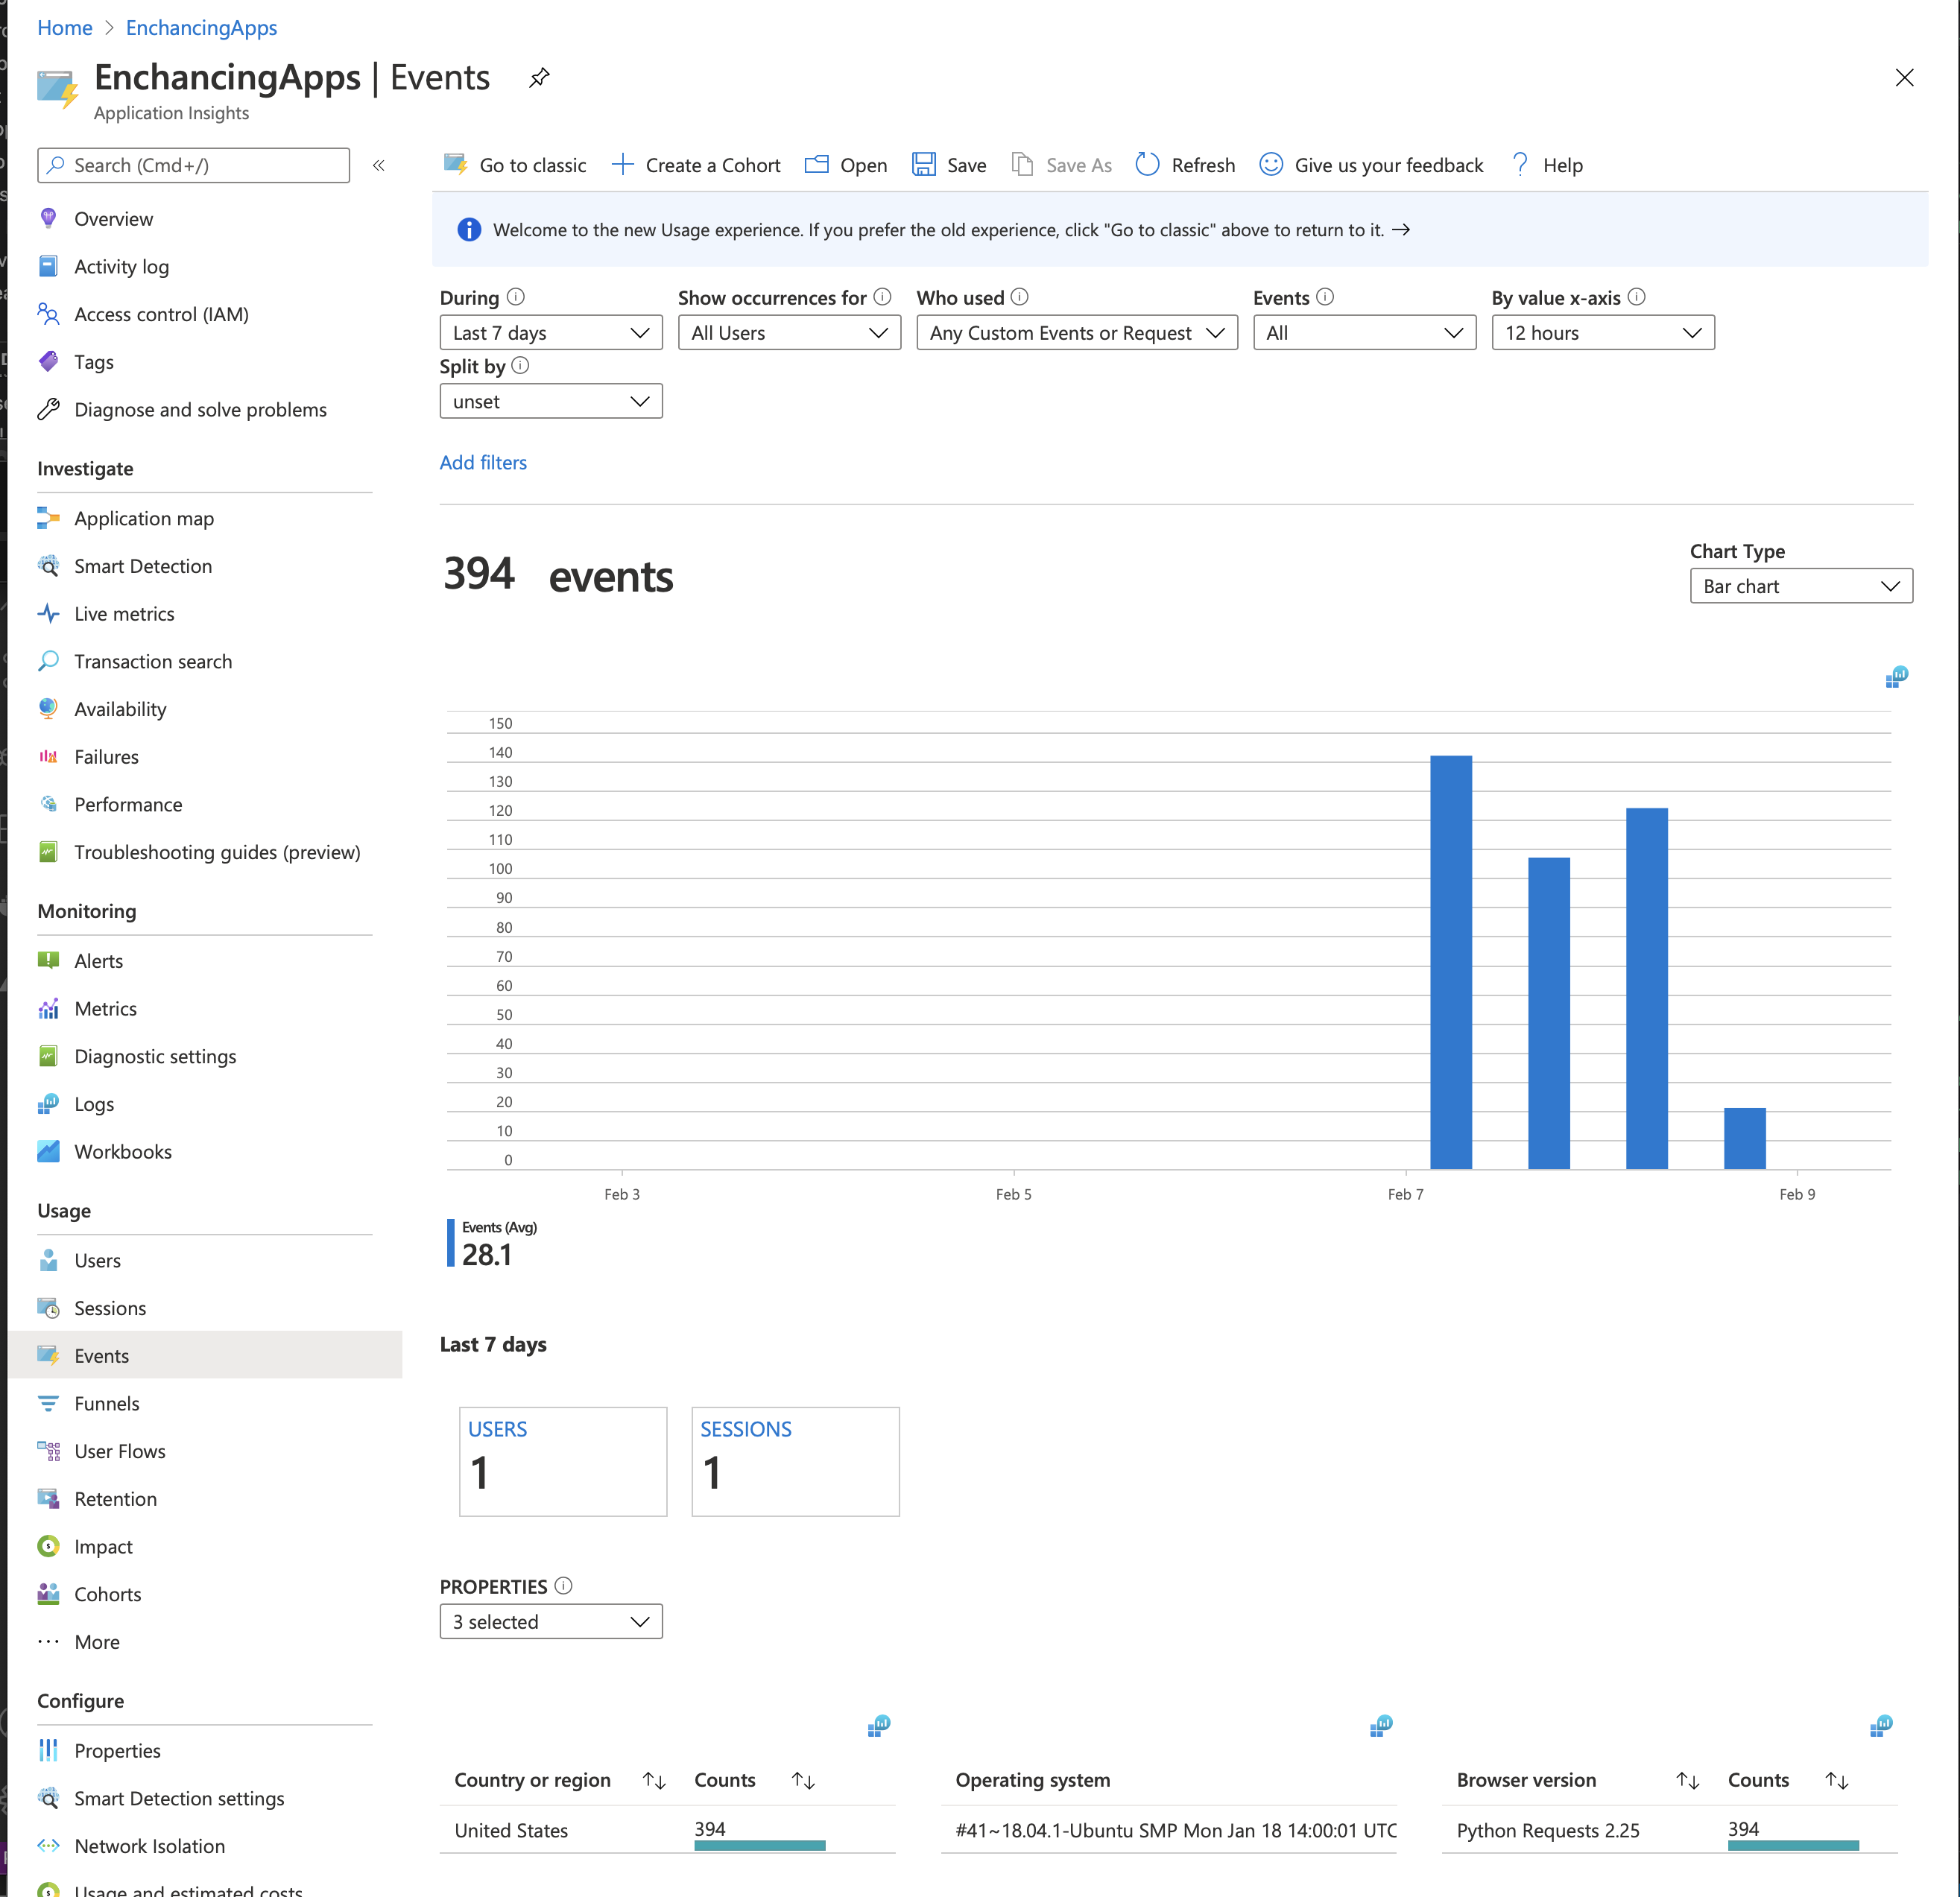 Home > EnchancingApps
EnchancingApps | Events
Application Insights
Search (Cmd+/)
«
Overview
Activity log
Access control (IAM)
Tags
Diagnose and solve problems
Investigate
Application map
Smart Detection
Live metrics
Transaction search
Availability
Failures
Performance
Troubleshooting guides (preview)
Monitoring
Alerts
Metrics
Diagnostic settings
Logs
Workbooks
Usage
Users
Sessions
Events
Funnels
User Flows
Retention
Impact
Cohorts
More
Configure
Properties
Smart Detection settings
Network Isolation
Usage and estimated costs
Go to classic Create a Cohort Open Save Save As Refresh Give us your feedback Help
Welcome to the new Usage experience. If you prefer the old experience, click "Go to classic" above to return to it. →
During Show occurrences for Who used Events By value x-axis
Last 7 days All Users Any Custom Events or Request All 12 hours
Split by
unset
Add filters
394 events
Chart Type
Bar chart
150
140
130
120
110
100
90
80
70
60
50
40
30
20
10
0
Feb 3 Feb 5 Feb 7 Feb 9
Events (Avg)
28.1
Last 7 days
USERS SESSIONS
1 1
PROPERTIES
3 selected
Country or region ↑↓ Counts ↑↓ Operating system Browser version ↑↓ Counts ↑↓
United States 394 #41~18.04.1-Ubuntu SMP Mon Jan 18 14:00:01 UTC Python Requests 2.25 394